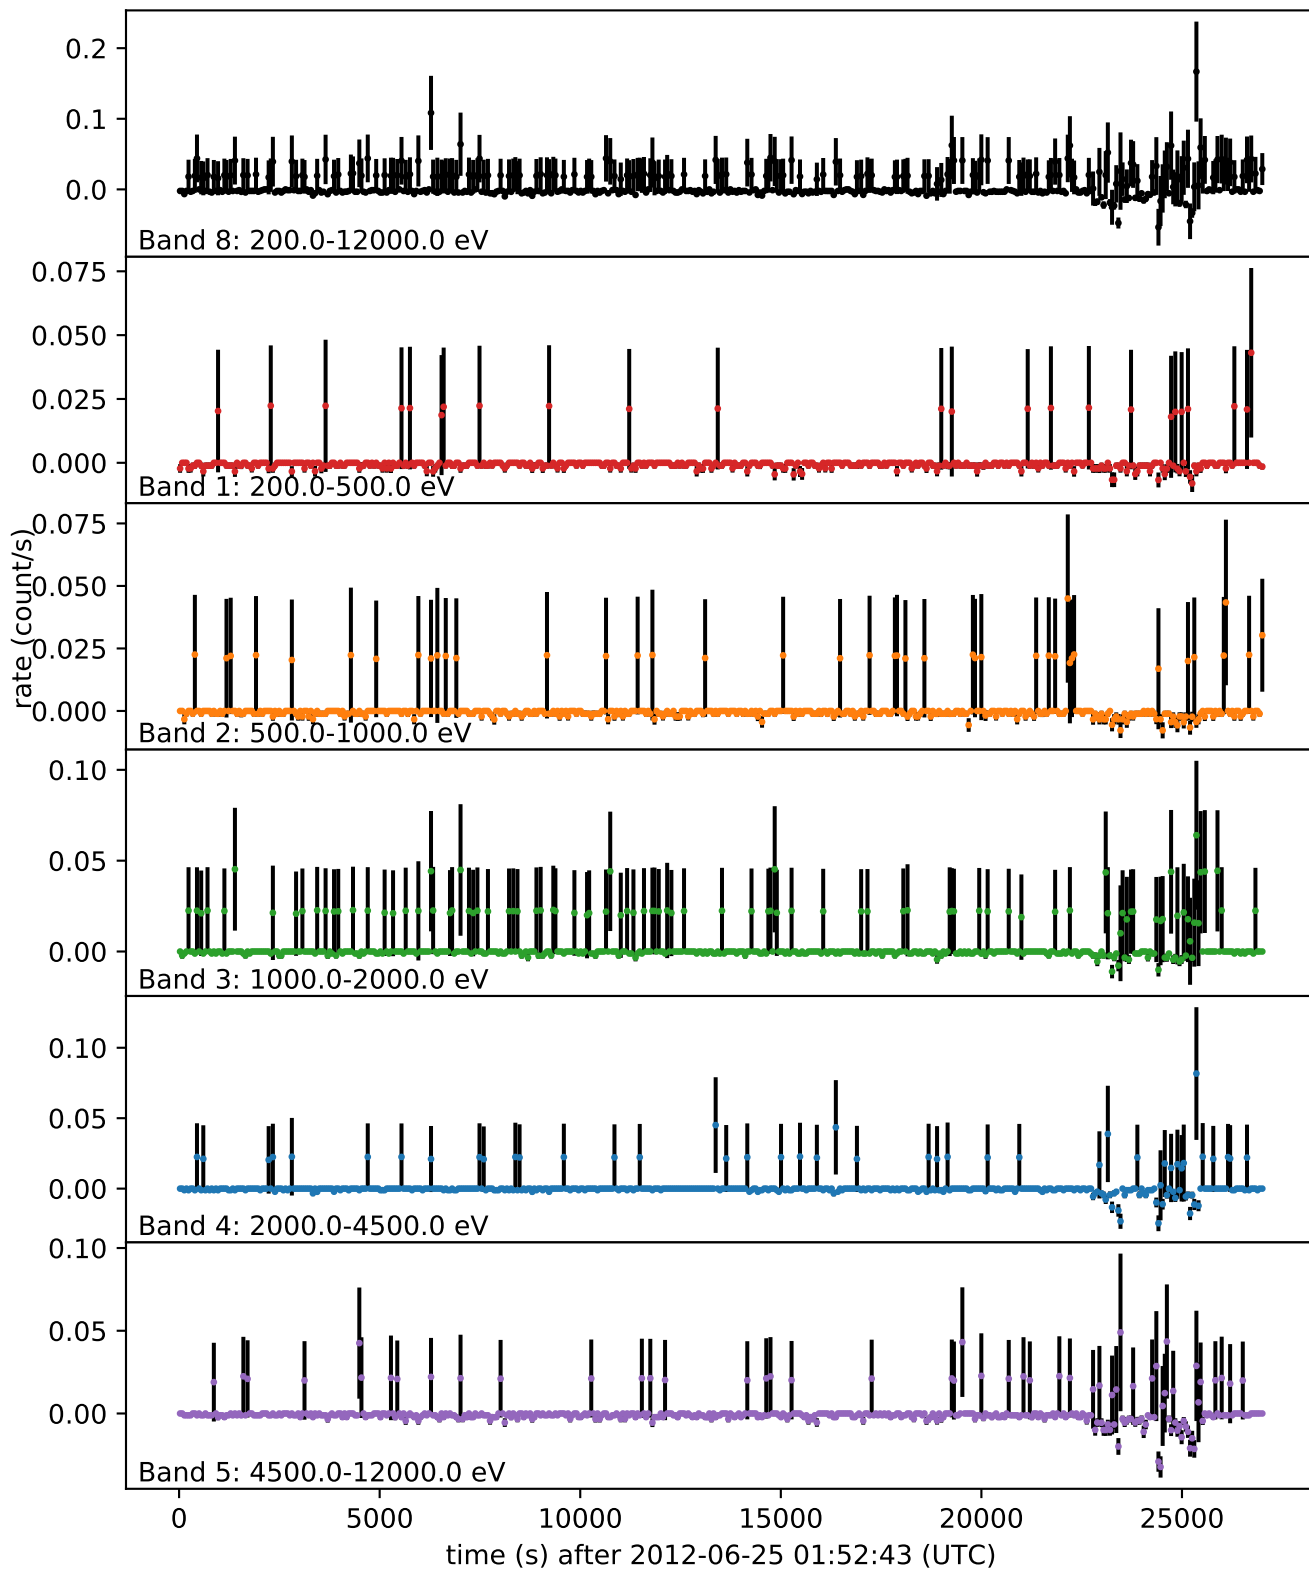 0.2
0.1
0.0
Band 8: 200.0-12000.0 eV
0.075
0.050
0.025
0.000
Band 1: 200.0-500.0 eV
rate (count/s)
0.075
0.050
0.025
0.000
Band 2: 500.0-1000.0 eV
0.10
0.05
0.00
Band 3: 1000.0-2000.0 eV
0.10
0.05
0.00
Band 4: 2000.0-4500.0 eV
0.10
0.05
0.00
Band 5: 4500.0-12000.0 eV
0 5000 10000 15000 20000 25000
time (s) after 2012-06-25 01:52:43 (UTC)